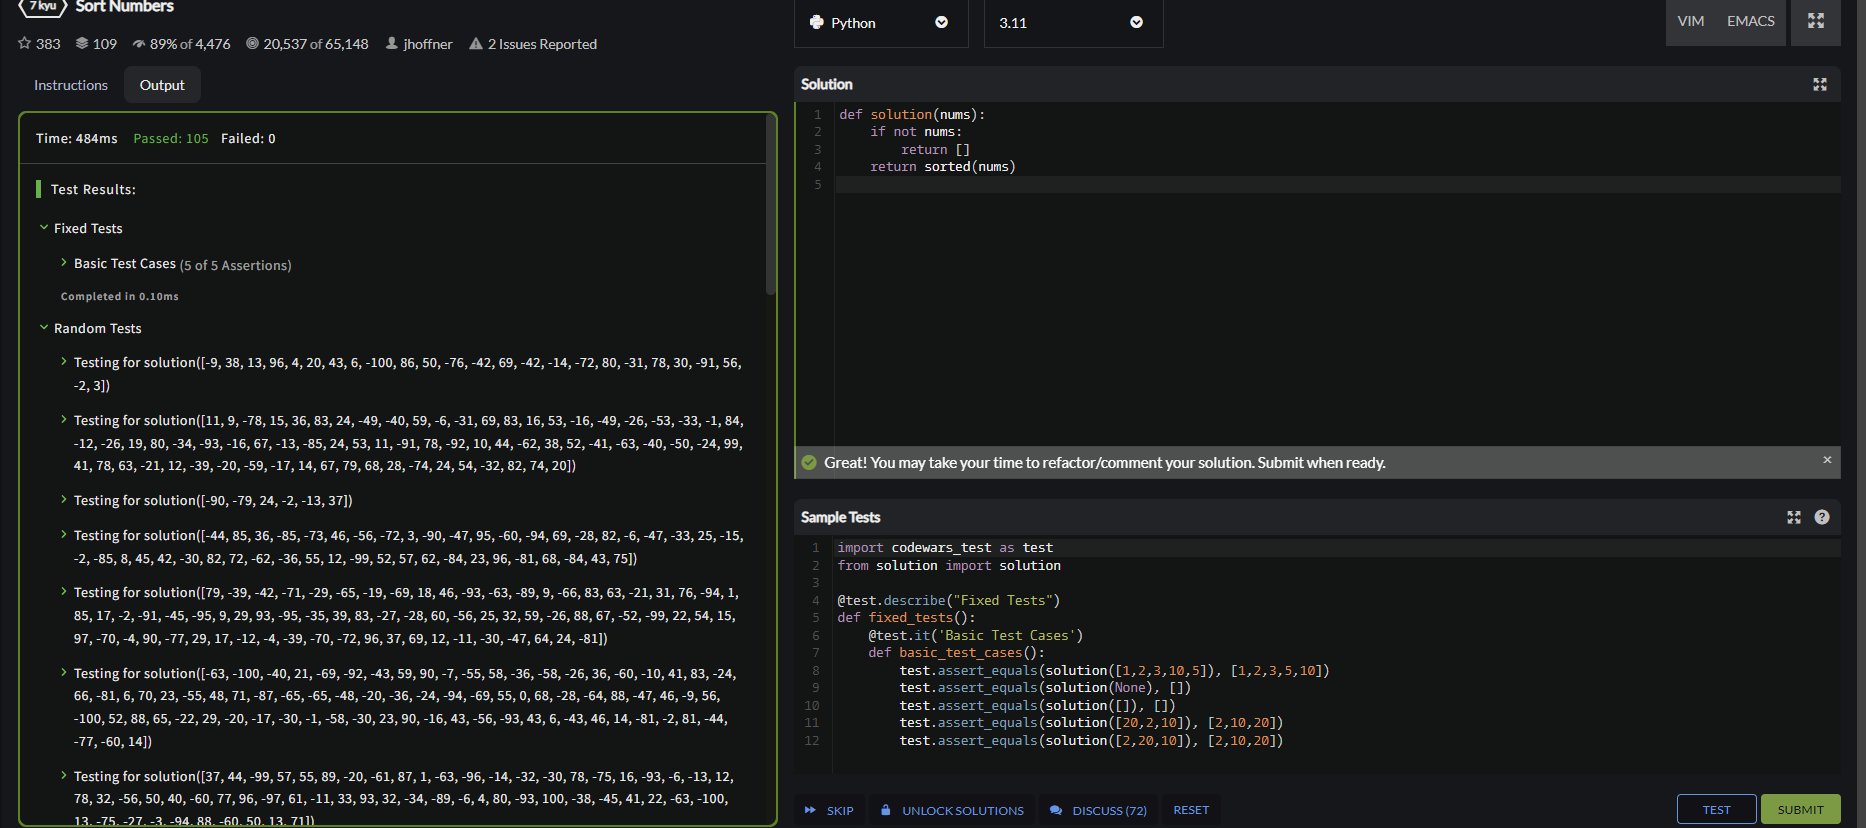 7 kyu Sort Numbers
383 109 89% of 4,476 20,537 of 65,148 jhoffner 2 Issues Reported
Instructions Output
Time: 484ms Passed: 105 Failed: 0
Test Results:
Fixed Tests
Basic Test Cases (5 of 5 Assertions)
Completed in 0.10ms
Random Tests
Testing for solution([-9, 38, 13, 96, 4, 20, 43, 6, -100, 86, 50, -76, -42, 69, -42, -14, -72, 80, -31, 78, 30, -91, 56,
-2, 3])
Testing for solution([11, 9, -78, 15, 36, 83, 24, -49, -40, 59, -6, -31, 69, 83, 16, 53, -16, -49, -26, -53, -33, -1, 84,
-12, -26, 19, 80, -34, -93, -16, 67, -13, -85, 24, 53, 11, -91, 78, -92, 10, 44, -62, 38, 52, -41, -63, -40, -50, -24, 99,
41, 78, 63, -21, 12, -39, -20, -59, -17, 14, 67, 79, 68, 28, -74, 24, 54, -32, 82, 74, 20])
Testing for solution([-90, -79, 24, -2, -13, 37])
Testing for solution([-44, 85, 36, -85, -73, 46, -56, -72, 3, -90, -47, 95, -60, -94, 69, -28, 82, -6, -47, -33, 25, -15,
-2, -85, 8, 45, 42, -30, 82, 72, -62, -36, 55, 12, -99, 52, 57, 62, -84, 23, 96, -81, 68, -84, 43, 75])
Testing for solution([79, -39, -42, -71, -29, -65, -19, -69, 18, 46, -93, -63, -89, 9, -66, 83, 63, -21, 31, 76, -94, 1,
85, 17, -2, -91, -45, -95, 9, 29, 93, -95, -35, 39, 83, -27, -28, 60, -56, 25, 32, 59, -26, 88, 67, -52, -99, 22, 54, 15,
97, -70, -4, 90, -77, 29, 17, -12, -4, -39, -70, -72, 96, 37, 69, 12, -11, -30, -47, 64, 24, -81])
Testing for solution([-63, -100, -40, 21, -69, -92, -43, 59, 90, -7, -55, 58, -36, -58, -26, 36, -60, -10, 41, 83, -24,
66, -81, 6, 70, 23, -55, 48, 71, -87, -65, -65, -48, -20, -36, -24, -94, -69, 55, 0, 68, -28, -64, 88, -47, 46, -9, 56,
-100, 52, 88, 65, -22, 29, -20, -17, -30, -1, -58, -30, 23, 90, -16, 43, -56, -93, 43, 6, -43, 46, 14, -81, -2, 81, -44,
-77, -60, 14])
Testing for solution([37, 44, -99, 57, 55, 89, -20, -61, 87, 1, -63, -96, -14, -32, -30, 78, -75, 16, -93, -6, -13, 12,
78, 32, -56, 50, 40, -60, 77, 96, -97, 61, -11, 33, 93, 32, -34, -89, -6, 4, 80, -93, 100, -38, -45, 41, 22, -63, -100,
13, -75, -27, -3, -94, 88, -60, 50, 13, 71])
Python 3.11 VIM EMACS
Solution
1 def solution(nums):
2 if not nums:
3 return []
4 return sorted(nums)
5
Great! You may take your time to refactor/comment your solution. Submit when ready. ×
Sample Tests ?
1 import codewars_test as test
2 from solution import solution
3
4 @test.describe("Fixed Tests")
5 def fixed_tests():
6 @test.it('Basic Test Cases')
7 def basic_test_cases():
8 test.assert_equals(solution([1,2,3,10,5]), [1,2,3,5,10])
9 test.assert_equals(solution(None), [])
10 test.assert_equals(solution([]), [])
11 test.assert_equals(solution([20,2,10]), [2,10,20])
12 test.assert_equals(solution([2,20,10]), [2,10,20])
SKIP UNLOCK SOLUTIONS DISCUSS (72) RESET TEST SUBMIT